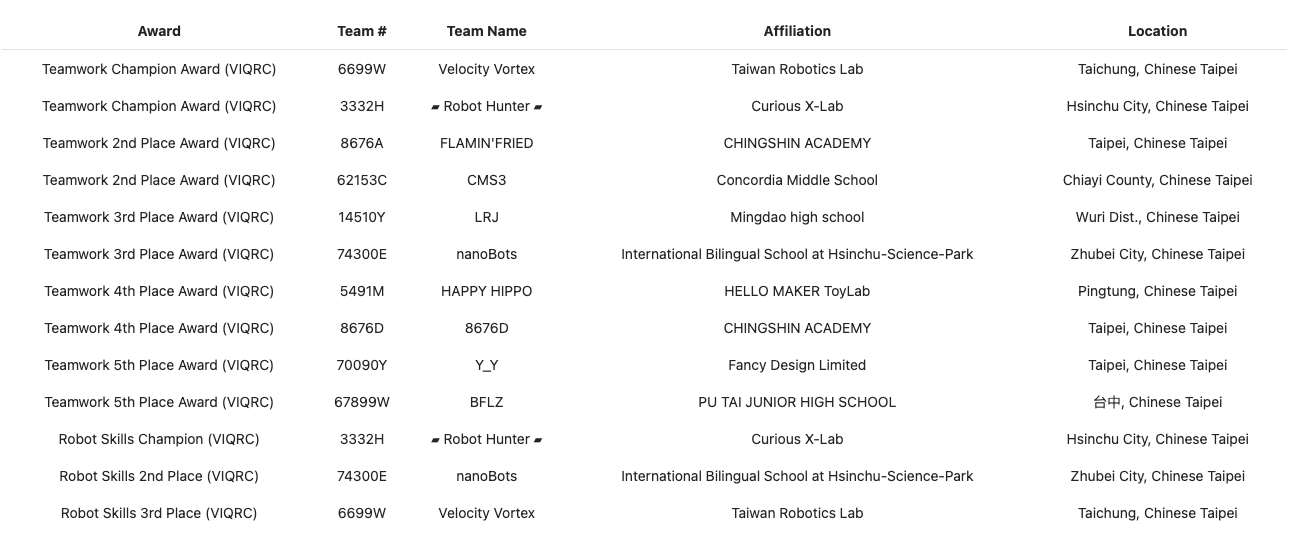 Award Team # Team Name Affiliation Location
Teamwork Champion Award (VIQRC) 6699W Velocity Vortex Taiwan Robotics Lab Taichung, Chinese Taipei
Teamwork Champion Award (VIQRC) 3332H ▰ Robot Hunter ▰ Curious X-Lab Hsinchu City, Chinese Taipei
Teamwork 2nd Place Award (VIQRC) 8676A FLAMIN'FRIED CHINGSHIN ACADEMY Taipei, Chinese Taipei
Teamwork 2nd Place Award (VIQRC) 62153C CMS3 Concordia Middle School Chiayi County, Chinese Taipei
Teamwork 3rd Place Award (VIQRC) 14510Y LRJ Mingdao high school Wuri Dist., Chinese Taipei
Teamwork 3rd Place Award (VIQRC) 74300E nanoBots International Bilingual School at Hsinchu-Science-Park Zhubei City, Chinese Taipei
Teamwork 4th Place Award (VIQRC) 5491M HAPPY HIPPO HELLO MAKER ToyLab Pingtung, Chinese Taipei
Teamwork 4th Place Award (VIQRC) 8676D 8676D CHINGSHIN ACADEMY Taipei, Chinese Taipei
Teamwork 5th Place Award (VIQRC) 70090Y Y_Y Fancy Design Limited Taipei, Chinese Taipei
Teamwork 5th Place Award (VIQRC) 67899W BFLZ PU TAI JUNIOR HIGH SCHOOL 台中, Chinese Taipei
Robot Skills Champion (VIQRC) 3332H ▰ Robot Hunter ▰ Curious X-Lab Hsinchu City, Chinese Taipei
Robot Skills 2nd Place (VIQRC) 74300E nanoBots International Bilingual School at Hsinchu-Science-Park Zhubei City, Chinese Taipei
Robot Skills 3rd Place (VIQRC) 6699W Velocity Vortex Taiwan Robotics Lab Taichung, Chinese Taipei